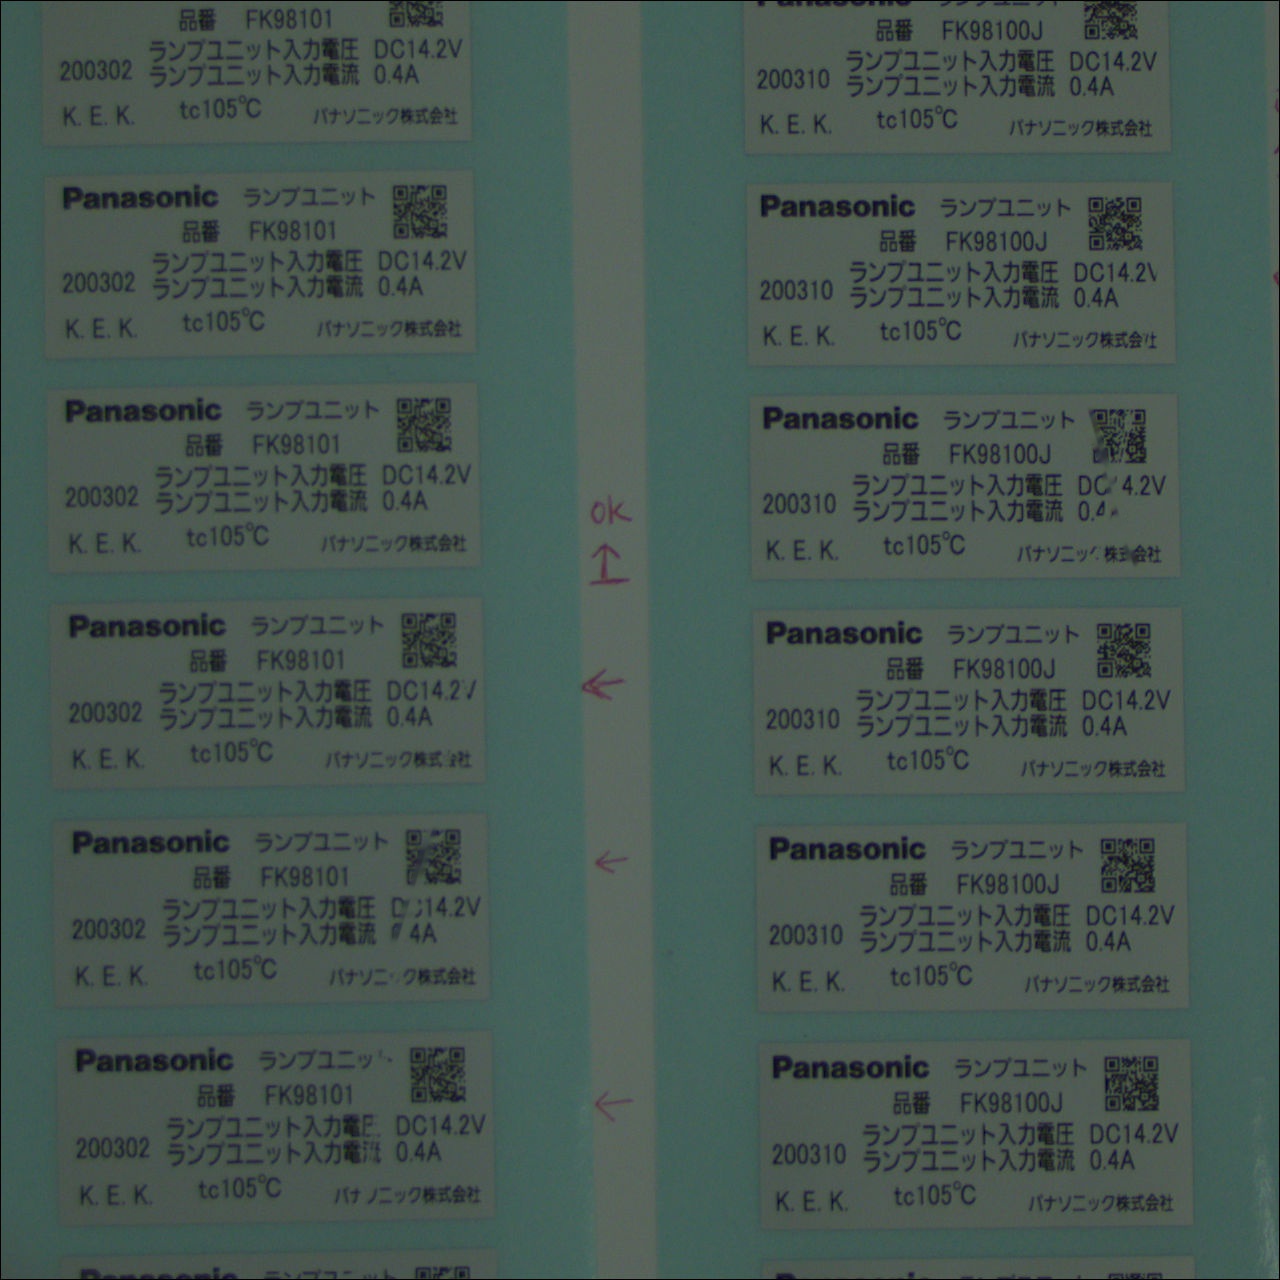 品番 FK98101
ランプユニット入力電圧 DC14.2V
200302 ランプユニット入力電流 0.4A
K. E. K. tc105℃ パナソニック株式会社
Panasonic ランプユニット
品番 FK98101
ランプユニット入力電圧 DC14.2V
200302 ランプユニット入力電流 0.4A
K. E. K. tc105℃ パナソニック株式会社
Panasonic ランプユニット
品番 FK98101
ランプユニット入力電圧 DC14.2V
200302 ランプユニット入力電流 0.4A
K. E. K. tc105℃ パナソニック株式会社
Panasonic ランプユニット
品番 FK98101
ランプユニット入力電圧 DC14.2V
200302 ランプユニット入力電流 0.4A
K. E. K. tc105℃ パナソニック株式会社
Panasonic ランプユニット
品番 FK98101
ランプユニット入力電圧 14.2V
200302 ランプユニット入力電流 4A
K. E. K. tc105℃ パナソニック株式会社
Panasonic ランプユニッ
品番 FK98101
ランプユニット入力電圧 DC14.2V
200302 ランプユニット入力電流 0.4A
K. E. K. tc105℃ パナソニック株式会社
Panasonic ランプユニット
OK
Panasonic ランプユニット
品番 FK98100J
ランプユニット入力電圧 DC14.2V
200310 ランプユニット入力電流 0.4A
K. E. K. tc105℃ パナソニック株式会社
Panasonic ランプユニット
品番 FK98100J
ランプユニット入力電圧 DC14.2V
200310 ランプユニット入力電流 0.4A
K. E. K. tc105℃ パナソニック株式会社
Panasonic ランプユニット
品番 FK98100J
ランプユニット入力電圧 DC 4.2V
200310 ランプユニット入力電流 0.4
K. E. K. tc105℃ パナソニック株式会社
Panasonic ランプユニット
品番 FK98100J
ランプユニット入力電圧 DC14.2V
200310 ランプユニット入力電流 0.4A
K. E. K. tc105℃ パナソニック株式会社
Panasonic ランプユニット
品番 FK98100J
ランプユニット入力電圧 DC14.2V
200310 ランプユニット入力電流 0.4A
K. E. K. tc105℃ パナソニック株式会社
Panasonic ランプユニット
品番 FK98100J
ランプユニット入力電圧 DC14.2V
200310 ランプユニット入力電流 0.4A
K. E. K. tc105℃ パナソニック株式会社
Panasonic ランプユニット